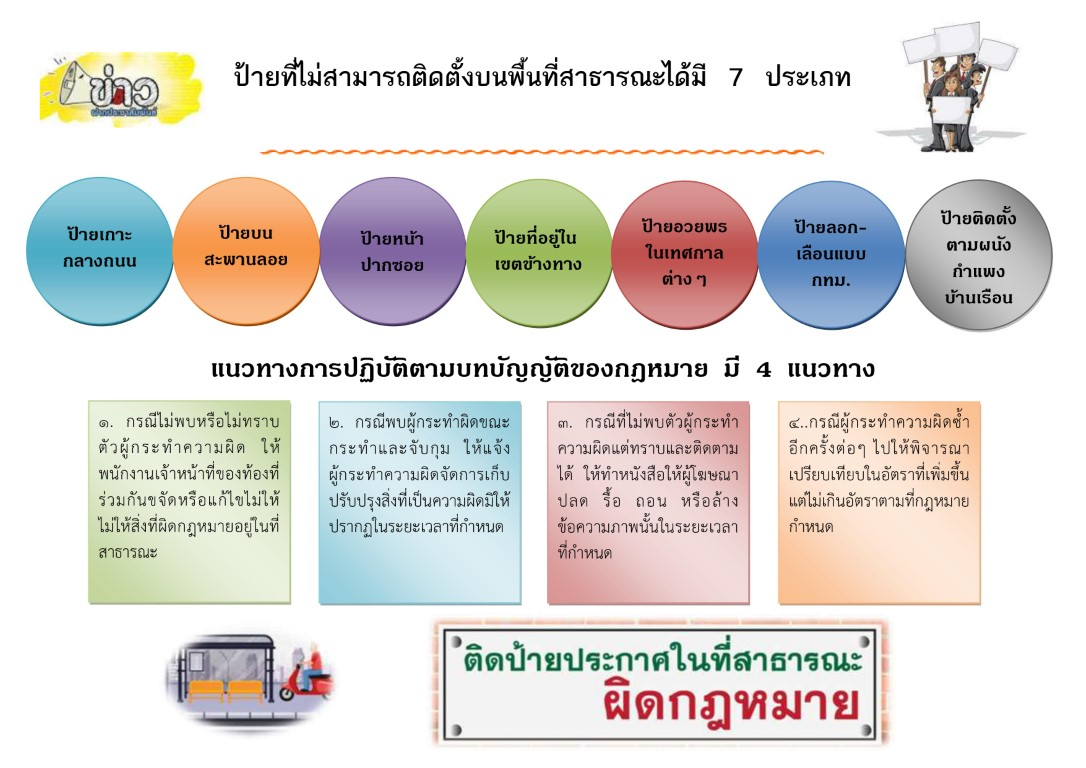 ข่าว
ฝากประชาสัมพันธ์
ป้ายที่ไม่สามารถติดตั้งบนพื้นที่สาธารณะได้มี 7 ประเภท
ป้ายเกาะ
กลางถนน
ป้ายบน
สะพานลอย
ป้ายหน้า
ปากซอย
ป้ายที่อยู่ใน
เขตข้างทาง
ป้ายอวยพร
ในเทศกาล
ต่าง ๆ
ป้ายลอก-
เลือนแบบ
กทม.
ป้ายติดตั้ง
ตามผนัง
กำแพง
บ้านเรือน
แนวทางการปฏิบัติตามบทบัญญัติของกฎหมาย มี 4 แนวทาง
๑. กรณีไม่พบหรือไม่ทราบ
ตัวผู้กระทำความผิด ให้
พนักงานเจ้าหน้าที่ของท้องที่
ร่วมกันขจัดหรือแก้ไขไม่ให้
ไม่ให้สิ่งที่ผิดกฎหมายอยู่ในที่
สาธารณะ
๒. กรณีพบผู้กระทำผิดขณะ
กระทำและจับกุม ให้แจ้ง
ผู้กระทำความผิดจัดการเก็บ
ปรับปรุงสิ่งที่เป็นความผิดมิให้
ปรากฏในระยะเวลาที่กำหนด
๓. กรณีที่ไม่พบตัวผู้กระทำ
ความผิดแต่ทราบและติดตาม
ได้ ให้ทำหนังสือให้ผู้โฆษณา
ปลด รื้อ ถอน หรือล้าง
ข้อความภาพนั้นในระยะเวลา
ที่กำหนด
๔..กรณีผู้กระทำความผิดซ้ำ
อีกครั้งต่อๆ ไปให้พิจารณา
เปรียบเทียบในอัตราที่เพิ่มขึ้น
แต่ไม่เกินอัตราตามที่กฎหมาย
กำหนด
ติดป้ายประกาศในที่สาธารณะ
ผิดกฎหมาย